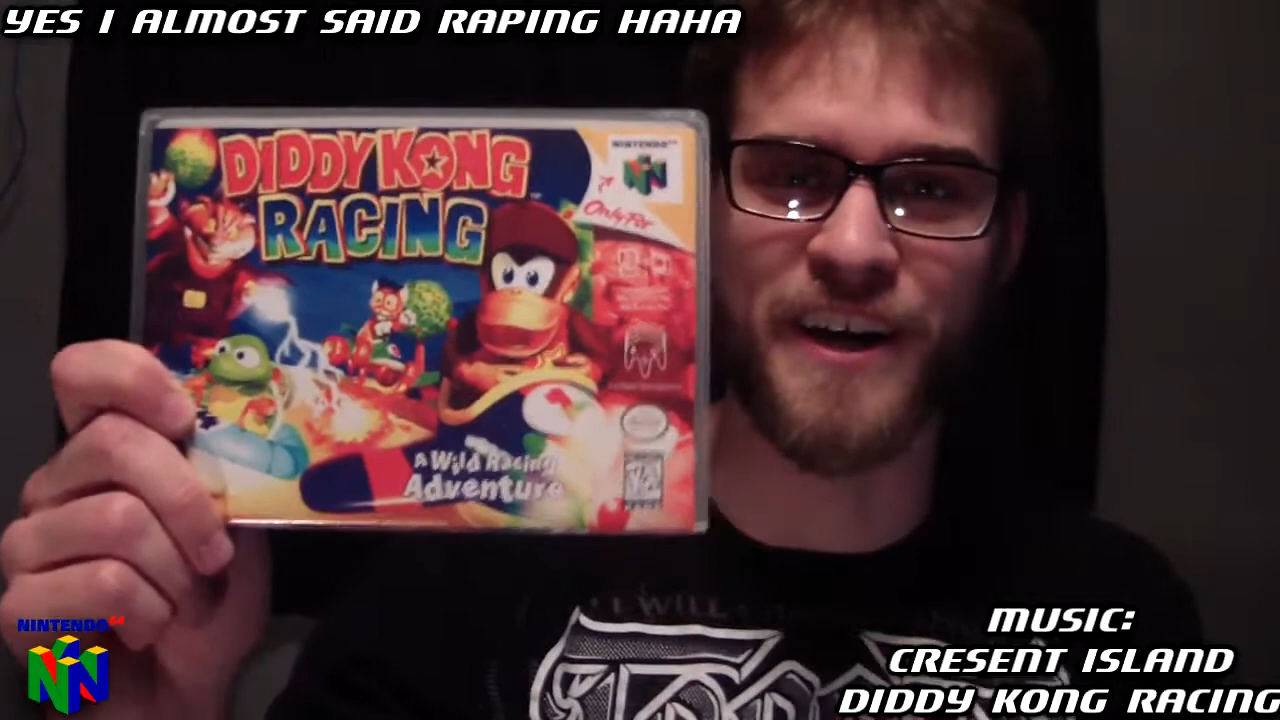 YES I ALMOST SAID RAPING HAHA
DIDDY KONG
RACING
NINTENDO 64
Only For
A Wild Racing
Adventure
NINTENDO 64
MUSIC:
CRESENT ISLAND
DIDDY KONG RACING